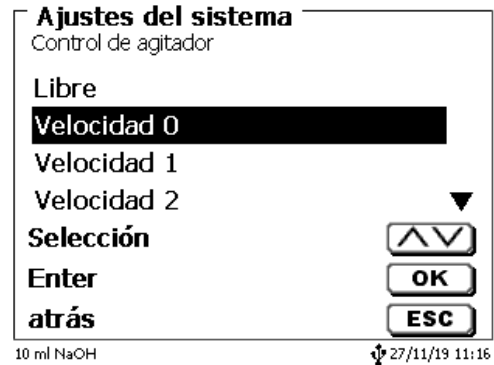 Ajustes del sistema
Control de agitador
Libre
Velocidad 0
Velocidad 1
Velocidad 2
Selección
Enter OK
atrás ESC
10 ml NaOH 27/11/19 11:16